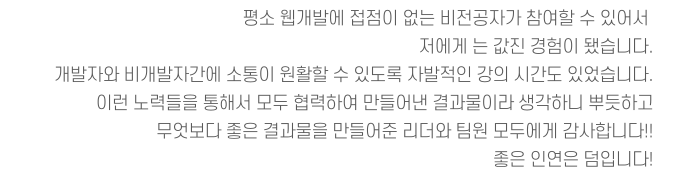 평소 웹개발에 접점이 없는 비전공자가 참여할 수 있어서
저에게 는 값진 경험이 됐습니다.
개발자와 비개발자간에 소통이 원활할 수 있도록 자발적인 강의 시간도 있었습니다.
이런 노력들을 통해서 모두 협력하여 만들어낸 결과물이라 생각하니 뿌듯하고
무엇보다 좋은 결과물을 만들어준 리더와 팀원 모두에게 감사합니다!!
좋은 인연은 덤입니다!